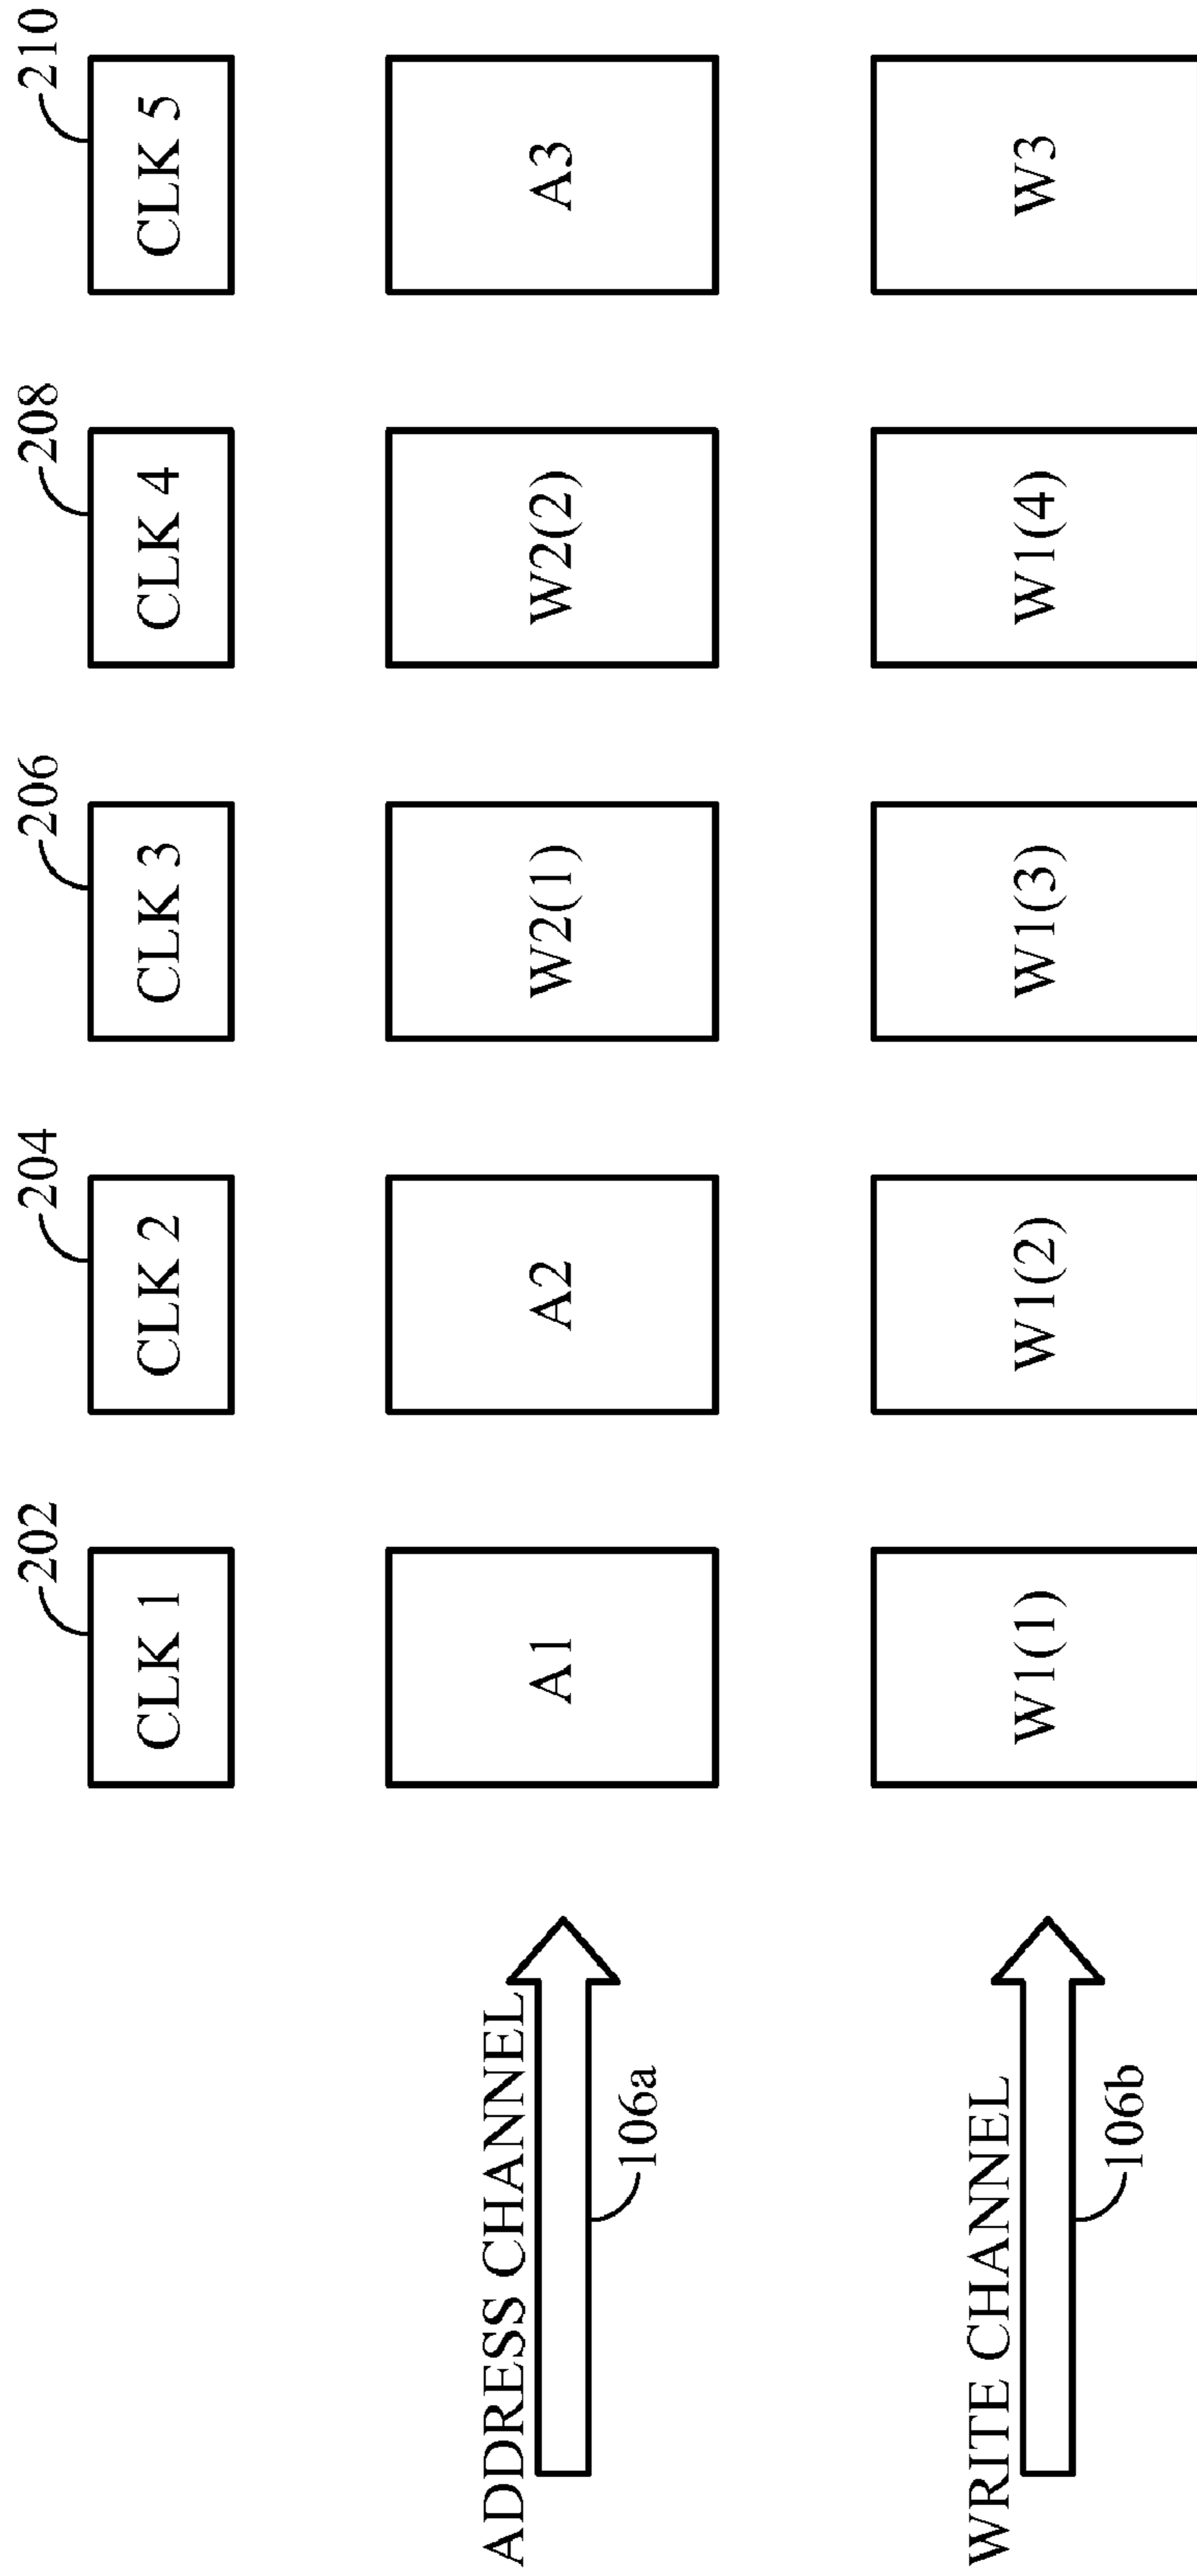 202 204 206 208 210
CLK 1 CLK 2 CLK 3 CLK 4 CLK 5
ADDRESS CHANNEL
106a
A1 A2 W2(1) W2(2) A3
WRITE CHANNEL
106b
W1(1) W1(2) W1(3) W1(4) W3